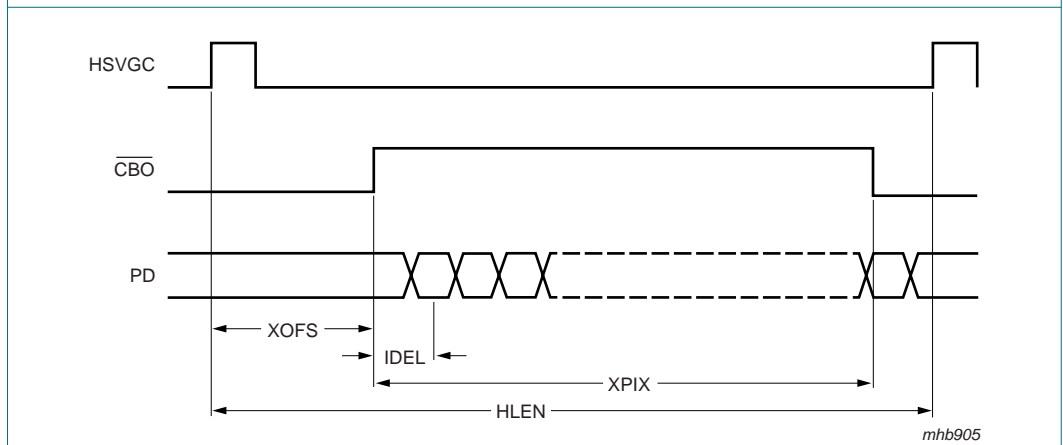 HSVGC
CBO
PD
XOFS
IDEL
XPIX
HLEN
mhb905